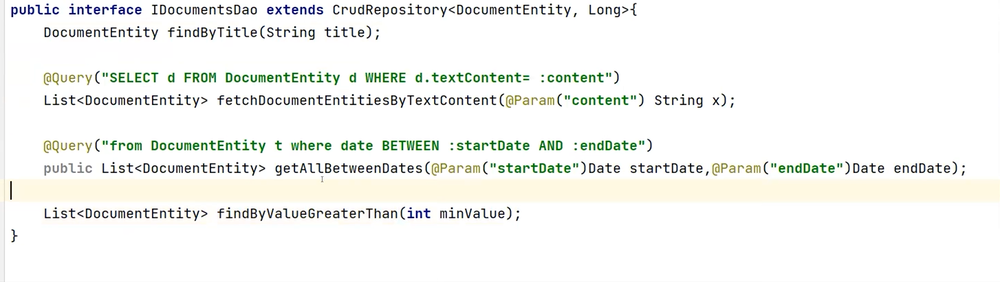 public interface IDocumentsDao extends CrudRepository<DocumentEntity, Long>{
DocumentEntity findByTitle(String title);
@Query("SELECT d FROM DocumentEntity d WHERE d.textContent= :content")
List<DocumentEntity> fetchDocumentEntitiesByTextContent(@Param("content") String x);
@Query("from DocumentEntity t where date BETWEEN :startDate AND :endDate")
public List<DocumentEntity> getAllBetweenDates(@Param("startDate")Date startDate,@Param("endDate")Date endDate);
List<DocumentEntity> findByValueGreaterThan(int minValue);
}